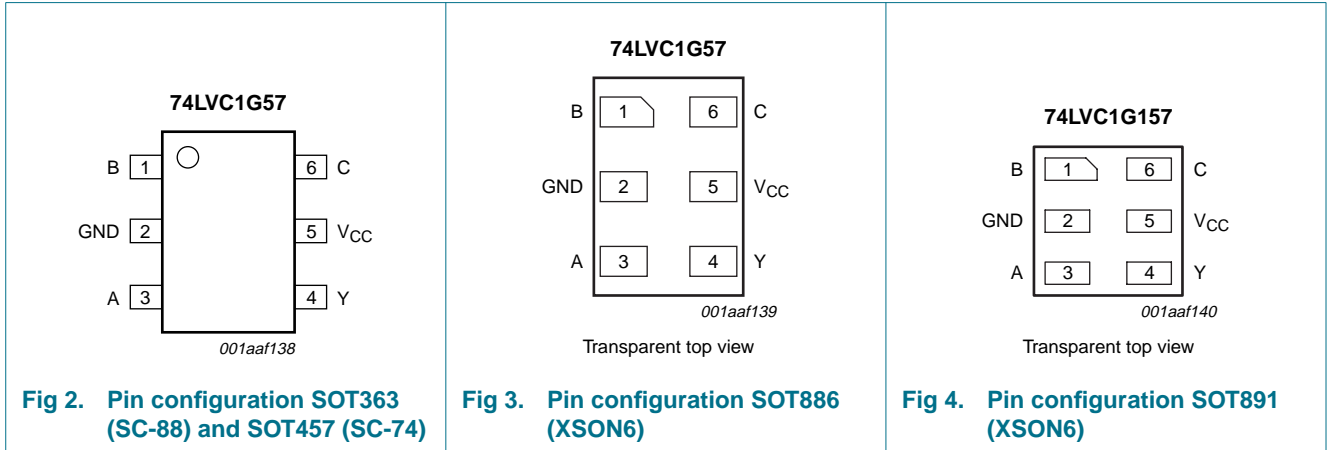 74LVC1G57
B 1 6 C
GND 2 5 VCC
A 3 4 Y
001aaf138
Fig 2. Pin configuration SOT363
(SC-88) and SOT457 (SC-74)
74LVC1G57
B 1 6 C
GND 2 5 VCC
A 3 4 Y
001aaf139
Transparent top view
Fig 3. Pin configuration SOT886
(XSON6)
74LVC1G157
B 1 6 C
GND 2 5 VCC
A 3 4 Y
001aaf140
Transparent top view
Fig 4. Pin configuration SOT891
(XSON6)